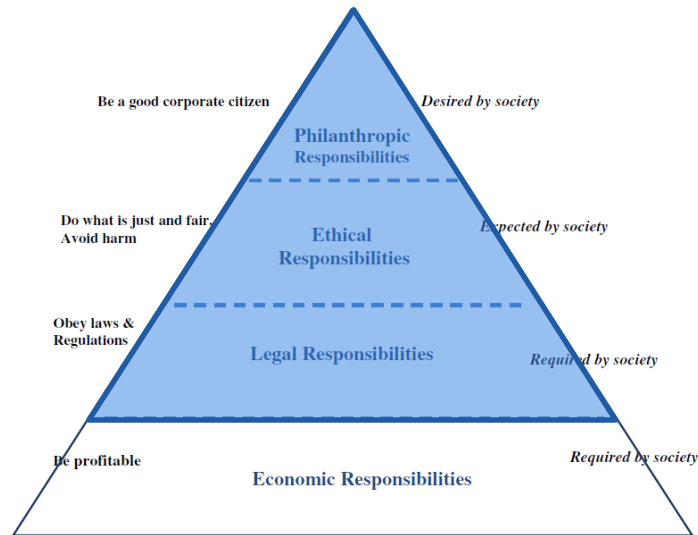 Be a good corporate citizen
Desired by society
Philanthropic
Responsibilities
Do what is just and fair,
Avoid harm
Expected by society
Ethical
Responsibilities
Obey laws &
Regulations
Legal Responsibilities
Required by society
Be profitable
Required by society
Economic Responsibilities